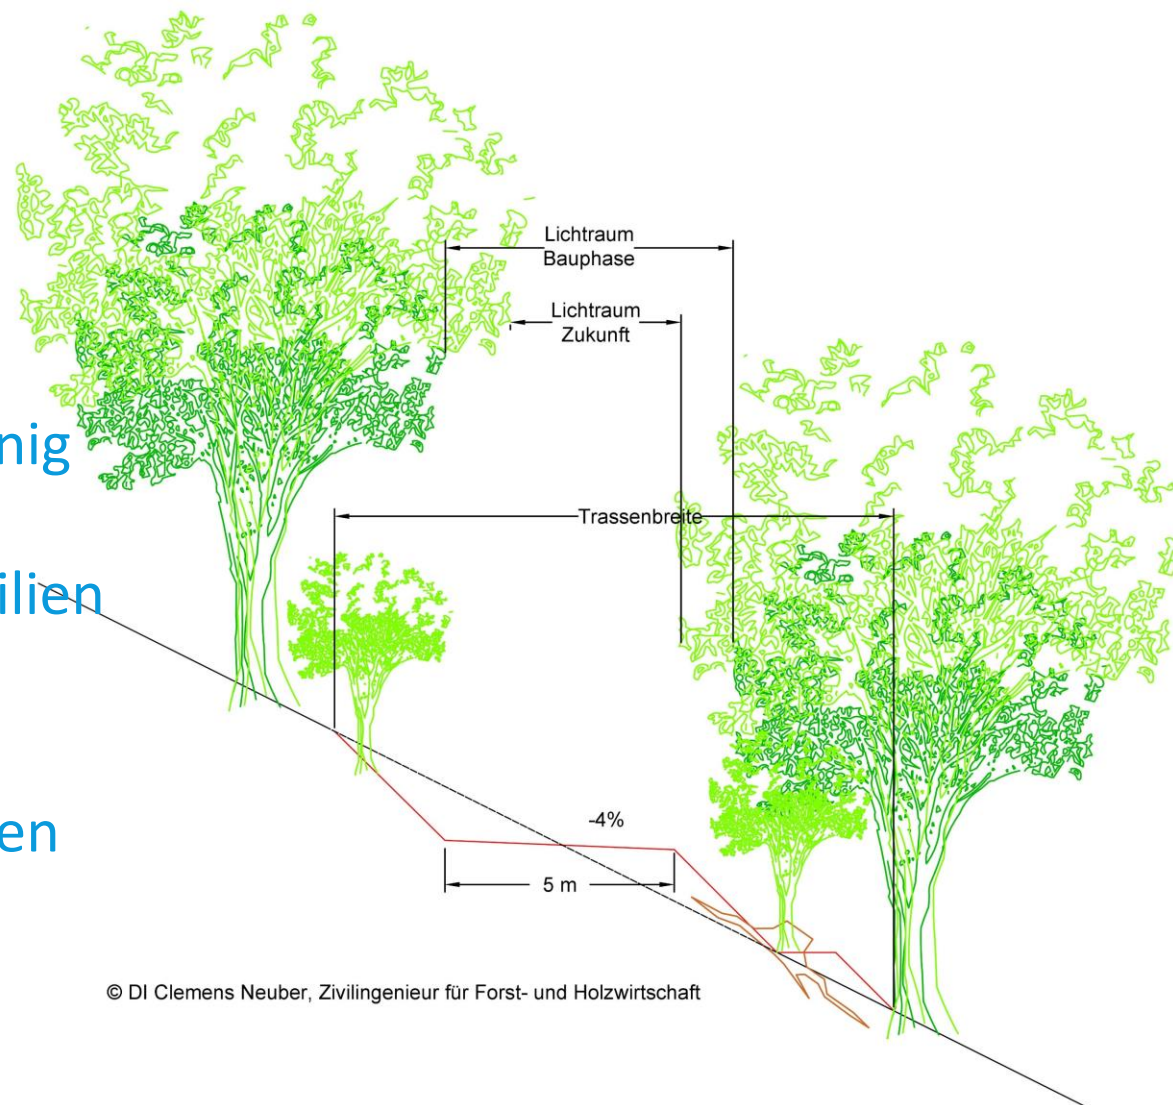 Lichtraum
Bauphase
Lichtraum
Zukunft
nig
Trassenbreite
ilien
-4%
en
5 m
© DI Clemens Neuber, Zivilingenieur für Forst- und Holzwirtschaft